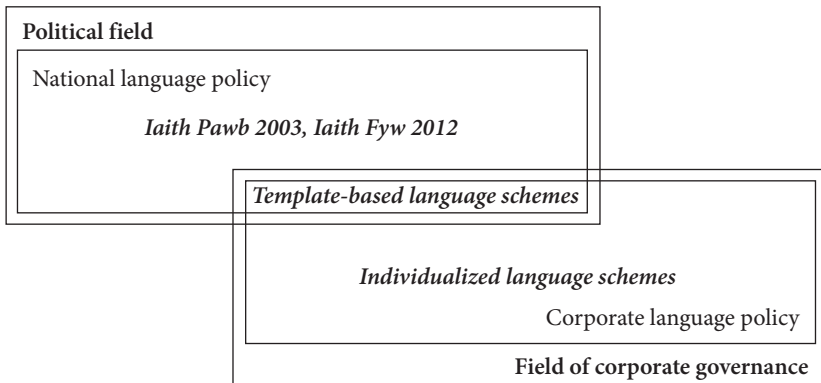 Political field
National language policy
Iaith Pawb 2003, Iaith Fyw 2012
Template-based language schemes
Individualized language schemes
Corporate language policy
Field of corporate governance